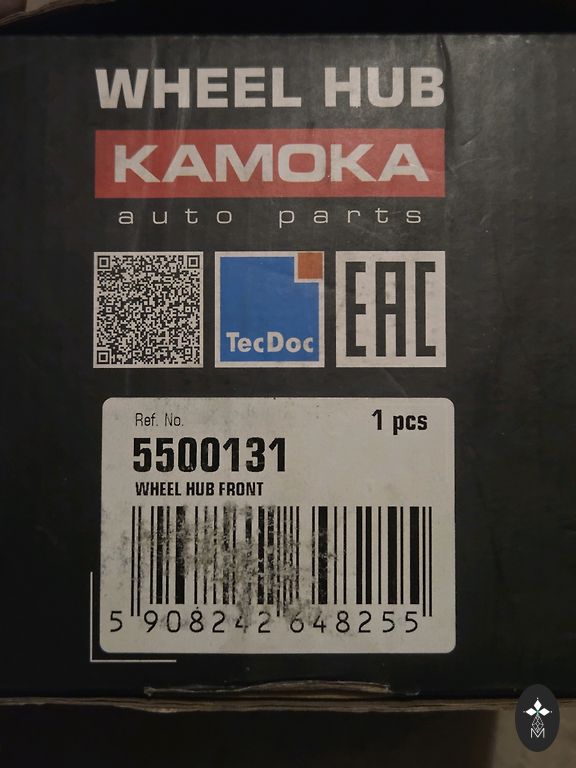 WHEEL HUB
KAMOKA
auto parts
TecDoc
EAC
Ref. No.
1 pcs
5500131
WHEEL HUB FRONT
5 908242 648255
M